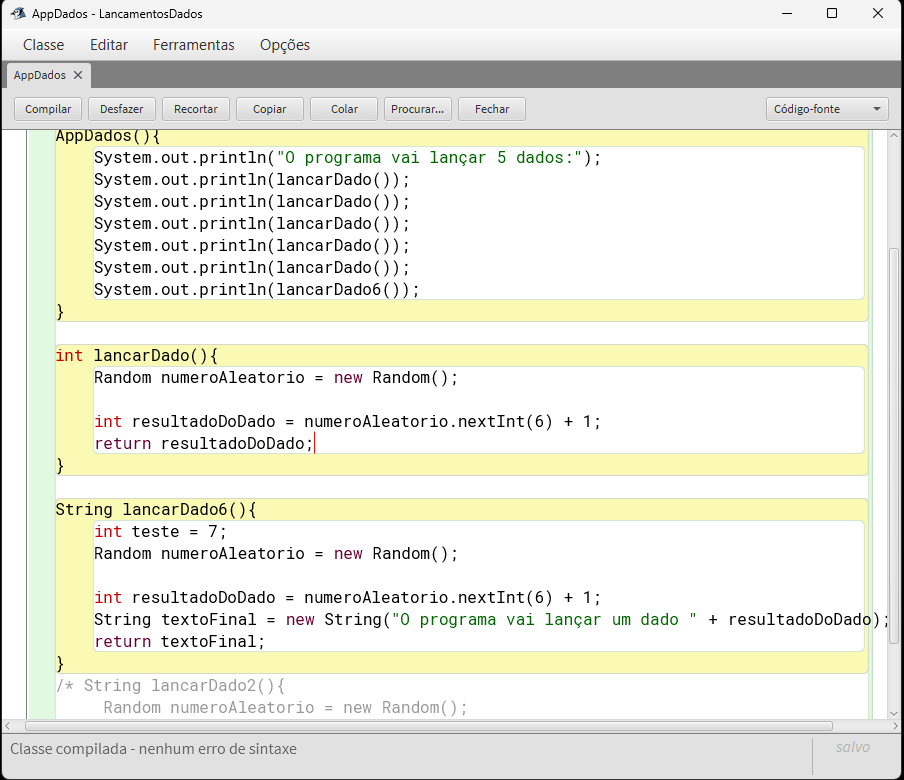 AppDados - LancamentosDados
Classe Editar Ferramentas Opções
AppDados
Compilar Desfazer Recortar Copiar Colar Procurar... Fechar Código-fonte
AppDados(){
System.out.println("O programa vai lançar 5 dados:");
System.out.println(lancarDado());
System.out.println(lancarDado());
System.out.println(lancarDado());
System.out.println(lancarDado());
System.out.println(lancarDado());
System.out.println(lancarDado6());
}
int lancarDado(){
Random numeroAleatorio = new Random();
int resultadoDoDado = numeroAleatorio.nextInt(6) + 1;
return resultadoDoDado;
}
String lancarDado6(){
int teste = 7;
Random numeroAleatorio = new Random();
int resultadoDoDado = numeroAleatorio.nextInt(6) + 1;
String textoFinal = new String("O programa vai lançar um dado " + resultadoDoDado);
return textoFinal;
}
/* String lancarDado2(){
Random numeroAleatorio = new Random();
Classe compilada - nenhum erro de sintaxe
salvo